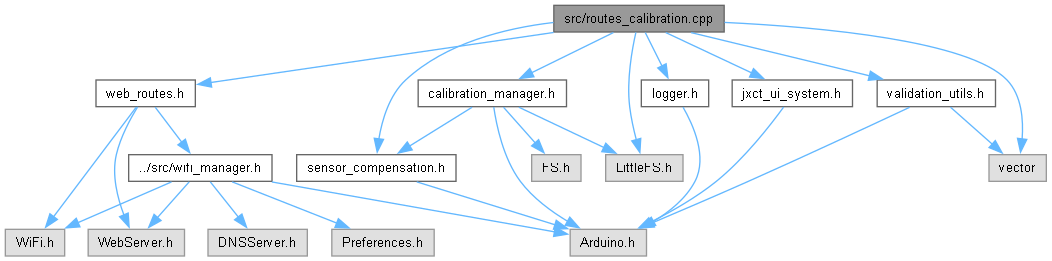 src/routes_calibration.cpp
web_routes.h
calibration_manager.h
logger.h
jxct_ui_system.h
validation_utils.h
../src/wifi_manager.h
sensor_compensation.h
FS.h
LittleFS.h
vector
WiFi.h
WebServer.h
DNSServer.h
Preferences.h
Arduino.h